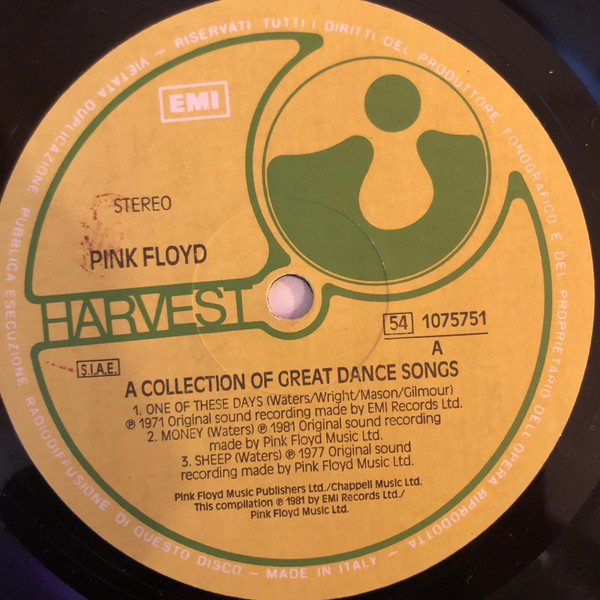 RISERVATI TUTTI I DIRITTI DEL PRODUTTORE FONOGRAFICO E DEL PROPRIETARIO DELL'OPERA RIPRODOTTA - VIETATA DUPLICAZIONE PUBBLICA ESECUZIONE RADIODIFFUSIONE DI QUESTO DISCO - MADE IN ITALY -
EMI
STEREO
PINK FLOYD
HARVEST
54 1075751
A
S.I.A.E.
A COLLECTION OF GREAT DANCE SONGS
1. ONE OF THESE DAYS (Waters/Wright/Mason/Gilmour)
℗ 1971 Original sound recording made by EMI Records Ltd.
2. MONEY (Waters) ℗ 1981 Original sound recording
made by Pink Floyd Music Ltd.
3. SHEEP (Waters) ℗ 1977 Original sound
recording made by Pink Floyd Music Ltd.
Pink Floyd Music Publishers Ltd./Chappell Music Ltd.
This compilation ℗ 1981 by EMI Records Ltd./
Pink Floyd Music Ltd.